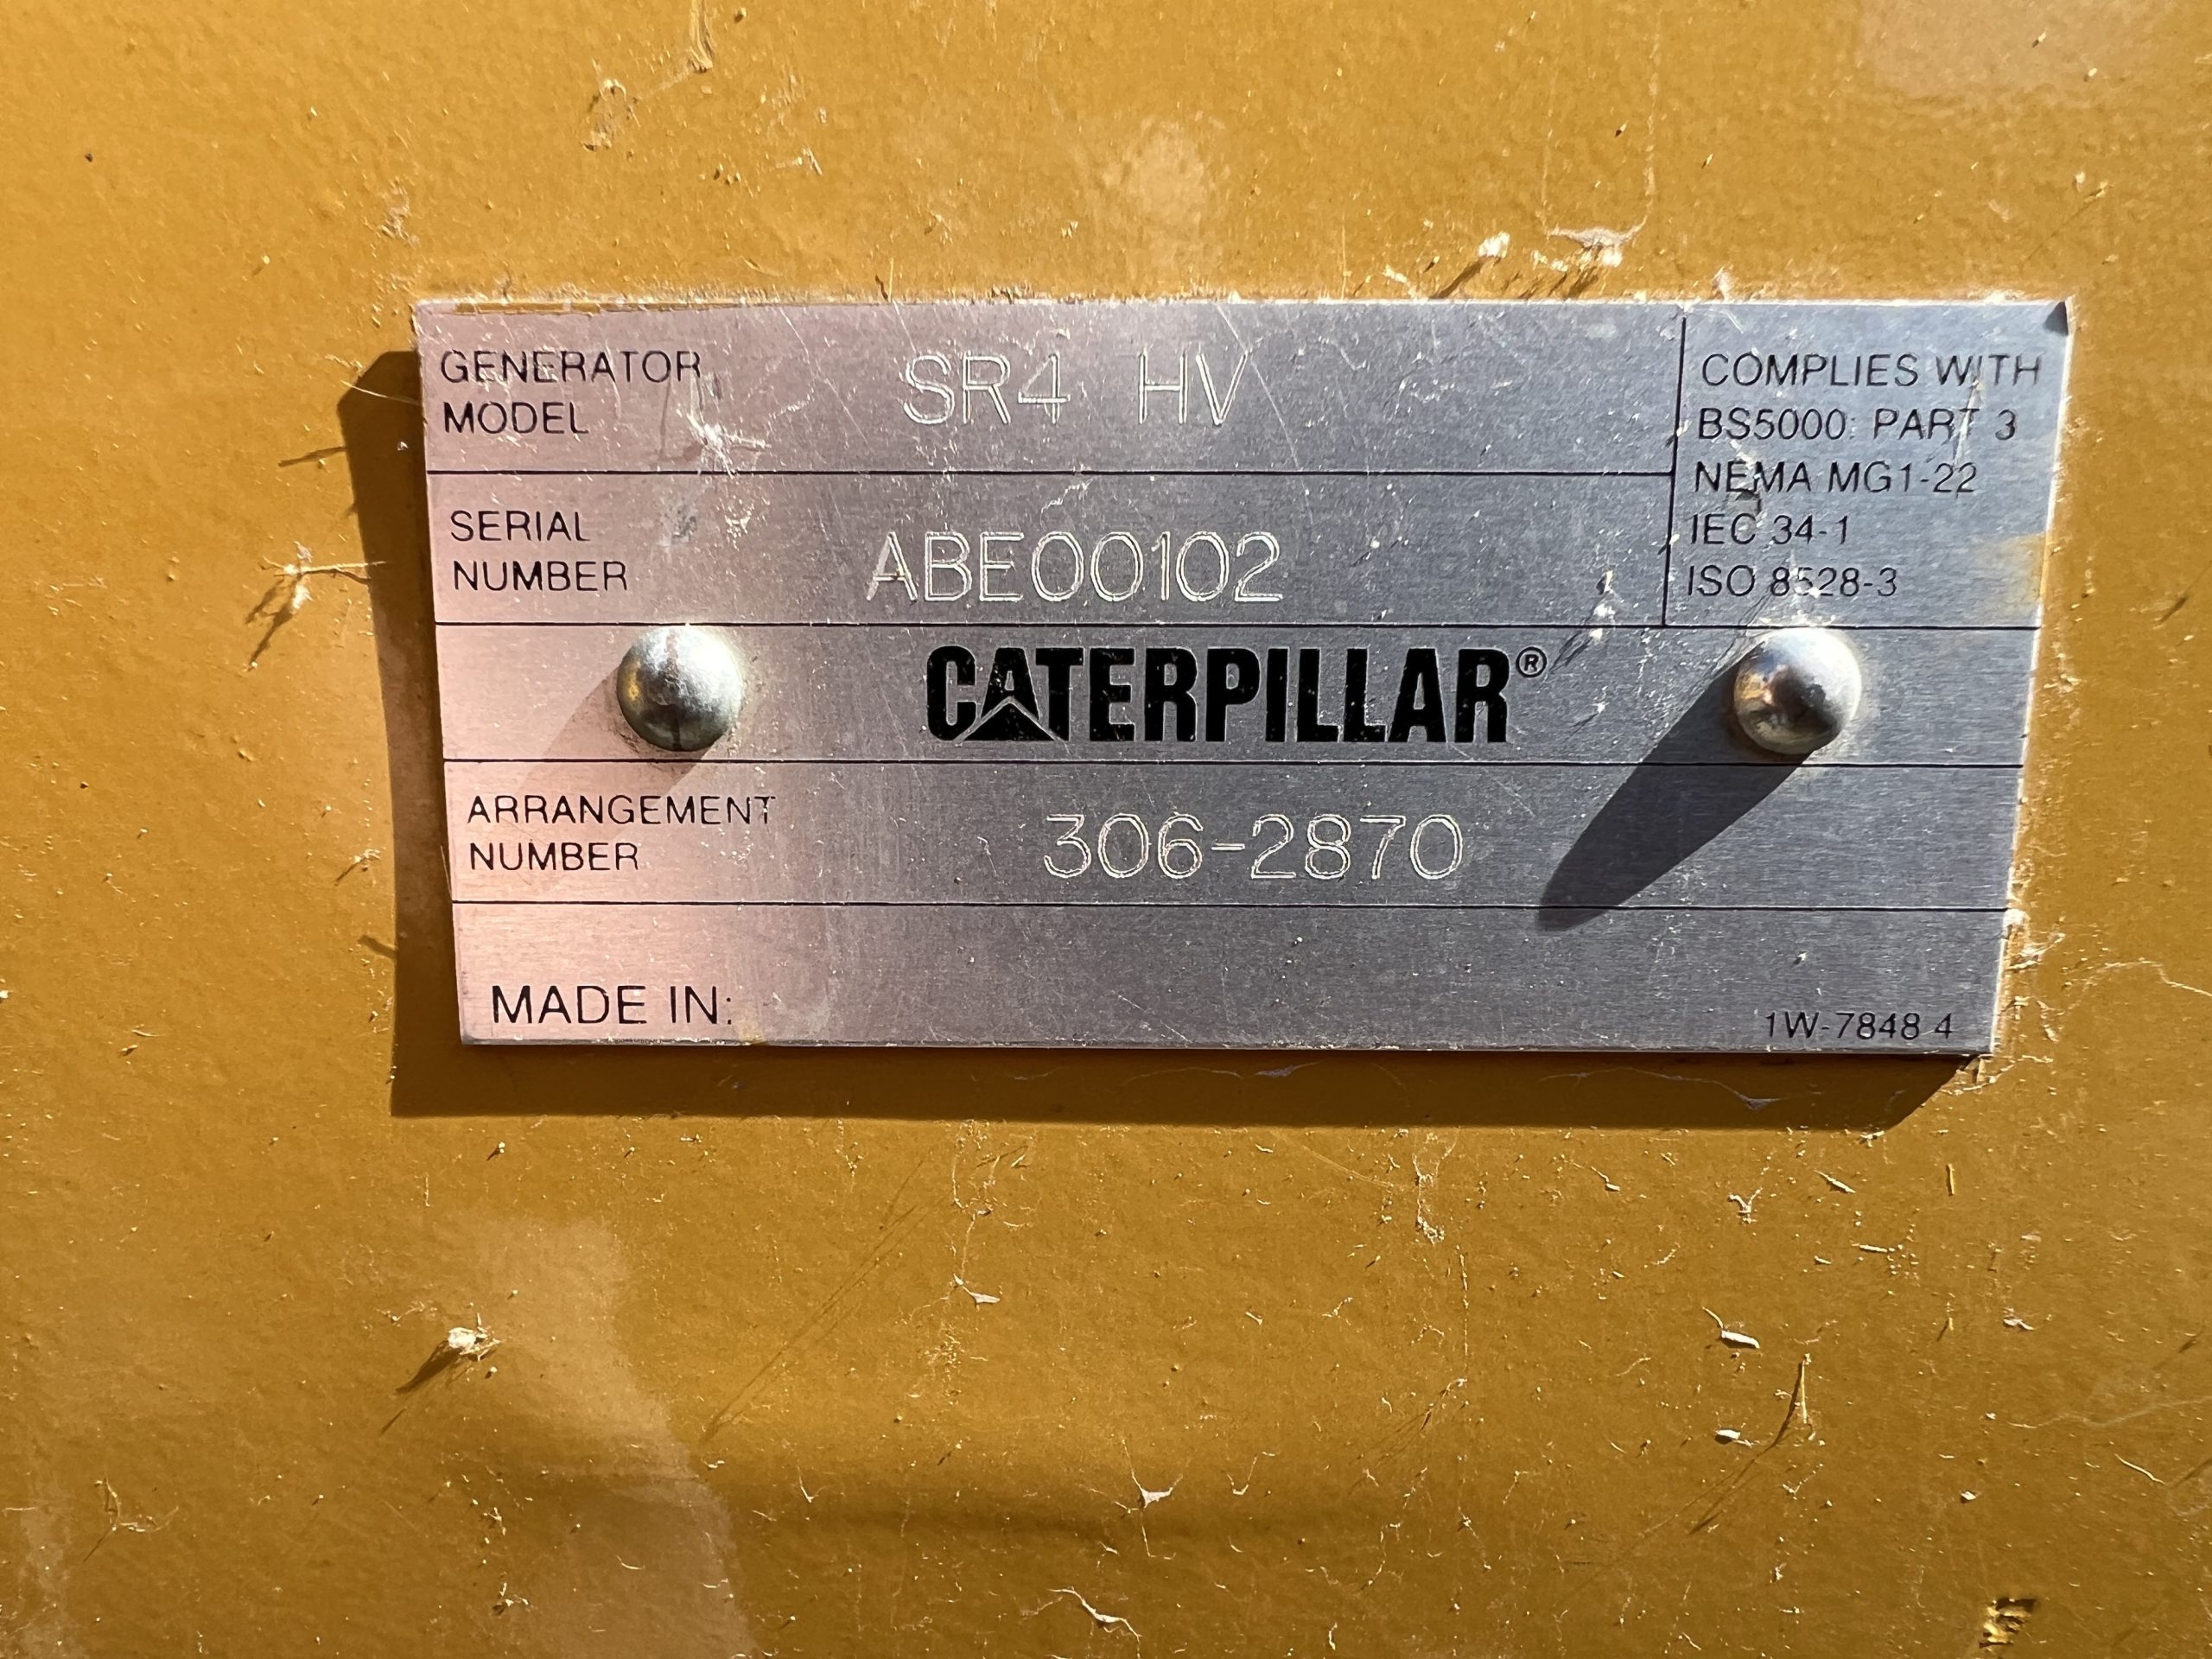 GENERATOR
MODEL
SR4 HV
COMPLIES WITH
BS5000: PART 3
NEMA MG1-22
IEC 34-1
ISO 8528-3
SERIAL
NUMBER
ABE00102
CATERPILLAR®
ARRANGEMENT
NUMBER
306-2870
MADE IN:
1W-7848 4